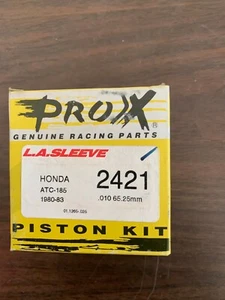 PROX
®
GENUINE RACING PARTS
L.A.SLEEVE
HONDA
2421
ATC-185
1980-83
.010 65.25mm
PISTON KIT